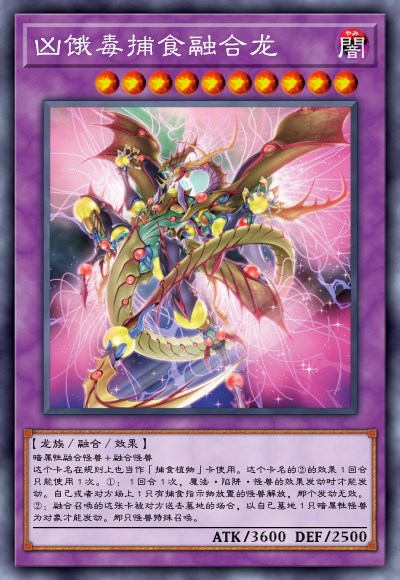 凶饿毒捕食融合龙
やみ
闇
【龙族／融合／效果】
暗属性融合怪兽＋融合怪兽
这个卡名在规则上也当作「捕食植物」卡使用。这个卡名的②的效果1回合
只能使用1次。①：1回合1次，魔法·陷阱·怪兽的效果发动时才能发
动。自己或者对方场上1只有捕食指示物放置的怪兽解放，那个发动无效。
②：融合召唤的这张卡被对方送去墓地的场合，以自己墓地1只暗属性怪兽
为对象才能发动。那只怪兽特殊召唤。
ATK/3600 DEF/2500